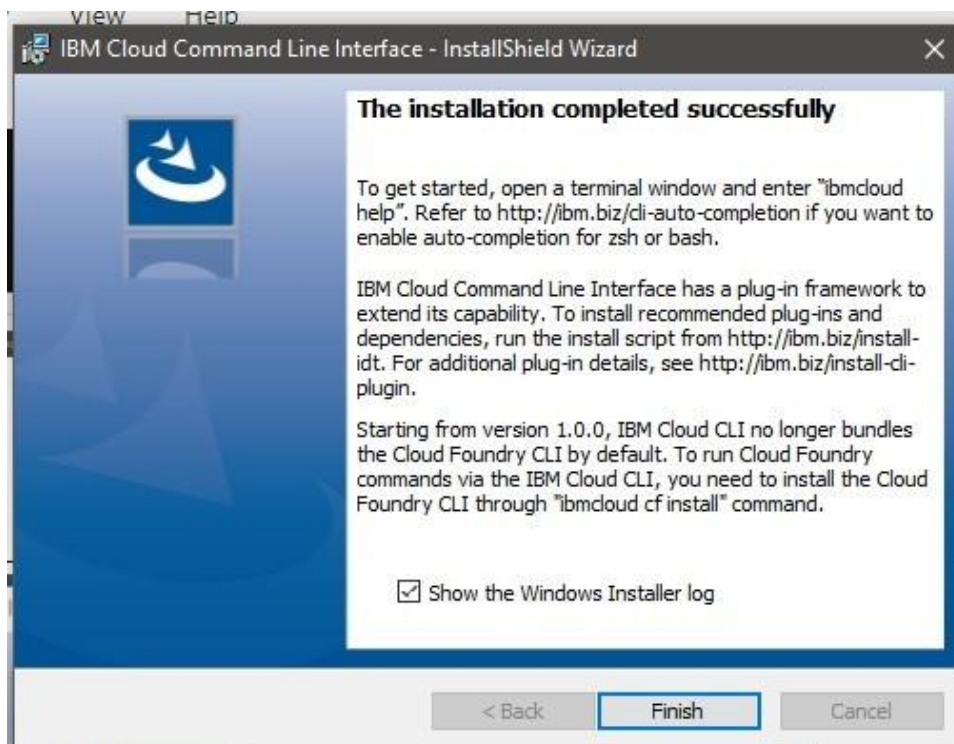 View Help
IBM Cloud Command Line Interface - InstallShield Wizard
The installation completed successfully
To get started, open a terminal window and enter "ibmcloud
help". Refer to http://ibm.biz/cli-auto-completion if you want to
enable auto-completion for zsh or bash.
IBM Cloud Command Line Interface has a plug-in framework to
extend its capability. To install recommended plug-ins and
dependencies, run the install script from http://ibm.biz/install-
idt. For additional plug-in details, see http://ibm.biz/install-cli-
plugin.
Starting from version 1.0.0, IBM Cloud CLI no longer bundles
the Cloud Foundry CLI by default. To run Cloud Foundry
commands via the IBM Cloud CLI, you need to install the Cloud
Foundry CLI through "ibmcloud cf install" command.
Show the Windows Installer log
< Back Finish Cancel